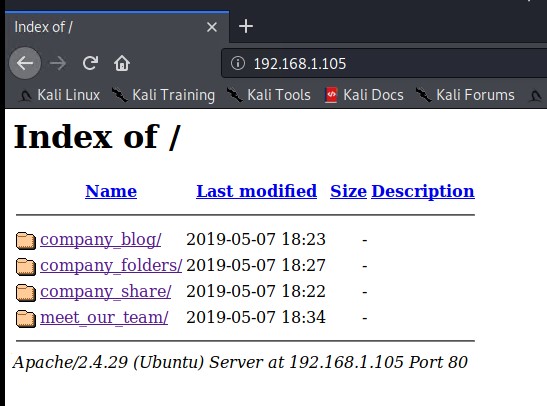 Index of /
192.168.1.105
Kali Linux Kali Training Kali Tools Kali Docs Kali Forums
Index of /
Name Last modified Size Description
company_blog/ 2019-05-07 18:23 -
company_folders/ 2019-05-07 18:27 -
company_share/ 2019-05-07 18:22 -
meet_our_team/ 2019-05-07 18:34 -
Apache/2.4.29 (Ubuntu) Server at 192.168.1.105 Port 80